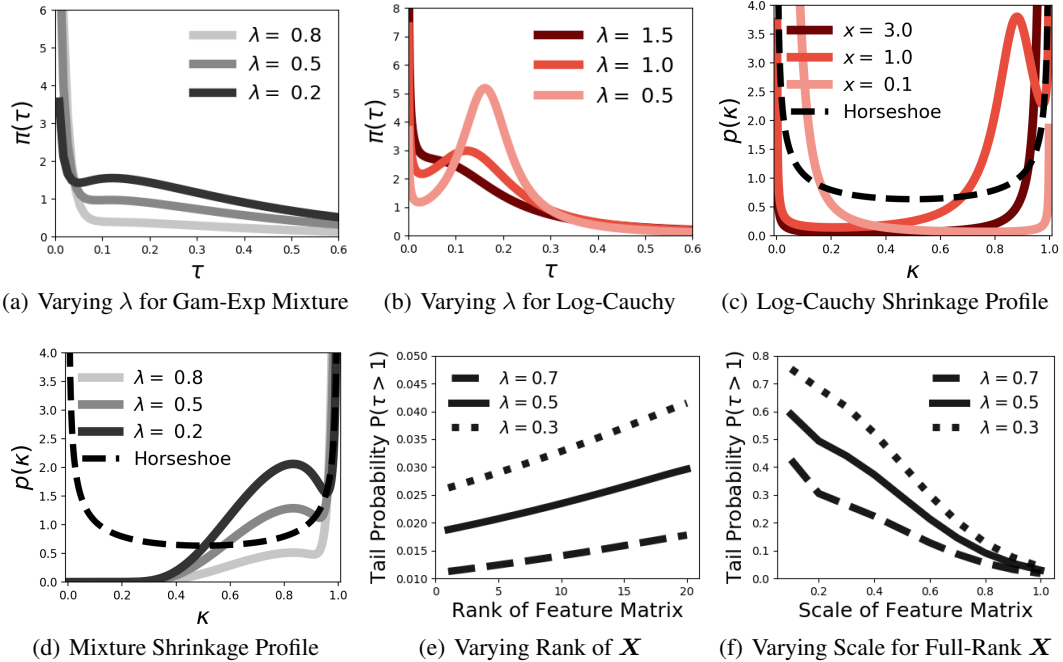 6
5
4
3
2
1
0
π(τ)
λ = 0.8
λ = 0.5
λ = 0.2
0.0 0.1 0.2 0.3 0.4 0.5 0.6
τ
(a) Varying λ for Gam-Exp Mixture
8
7
6
5
4
3
2
1
0
π(τ)
λ = 1.5
λ = 1.0
λ = 0.5
0.0 0.1 0.2 0.3 0.4 0.5 0.6
τ
(b) Varying λ for Log-Cauchy
4.0
3.5
3.0
2.5
2.0
1.5
1.0
0.5
0.0
p(κ)
x = 3.0
x = 1.0
x = 0.1
Horseshoe
0.0 0.2 0.4 0.6 0.8 1.0
κ
(c) Log-Cauchy Shrinkage Profile
4.0
3.5
3.0
2.5
2.0
1.5
1.0
0.5
0.0
p(κ)
λ = 0.8
λ = 0.5
λ = 0.2
Horseshoe
0.0 0.2 0.4 0.6 0.8 1.0
κ
(d) Mixture Shrinkage Profile
0.050
0.045
0.040
0.035
0.030
0.025
0.020
0.015
0.010
Tail Probability P(τ > 1)
λ = 0.7
λ = 0.5
λ = 0.3
0 5 10 15 20
Rank of Feature Matrix
(e) Varying Rank of X
0.8
0.7
0.6
0.5
0.4
0.3
0.2
0.1
0.0
Tail Probability P(τ > 1)
λ = 0.7
λ = 0.5
λ = 0.3
0.2 0.4 0.6 0.8 1.0
Scale of Feature Matrix
(f) Varying Scale for Full-Rank X